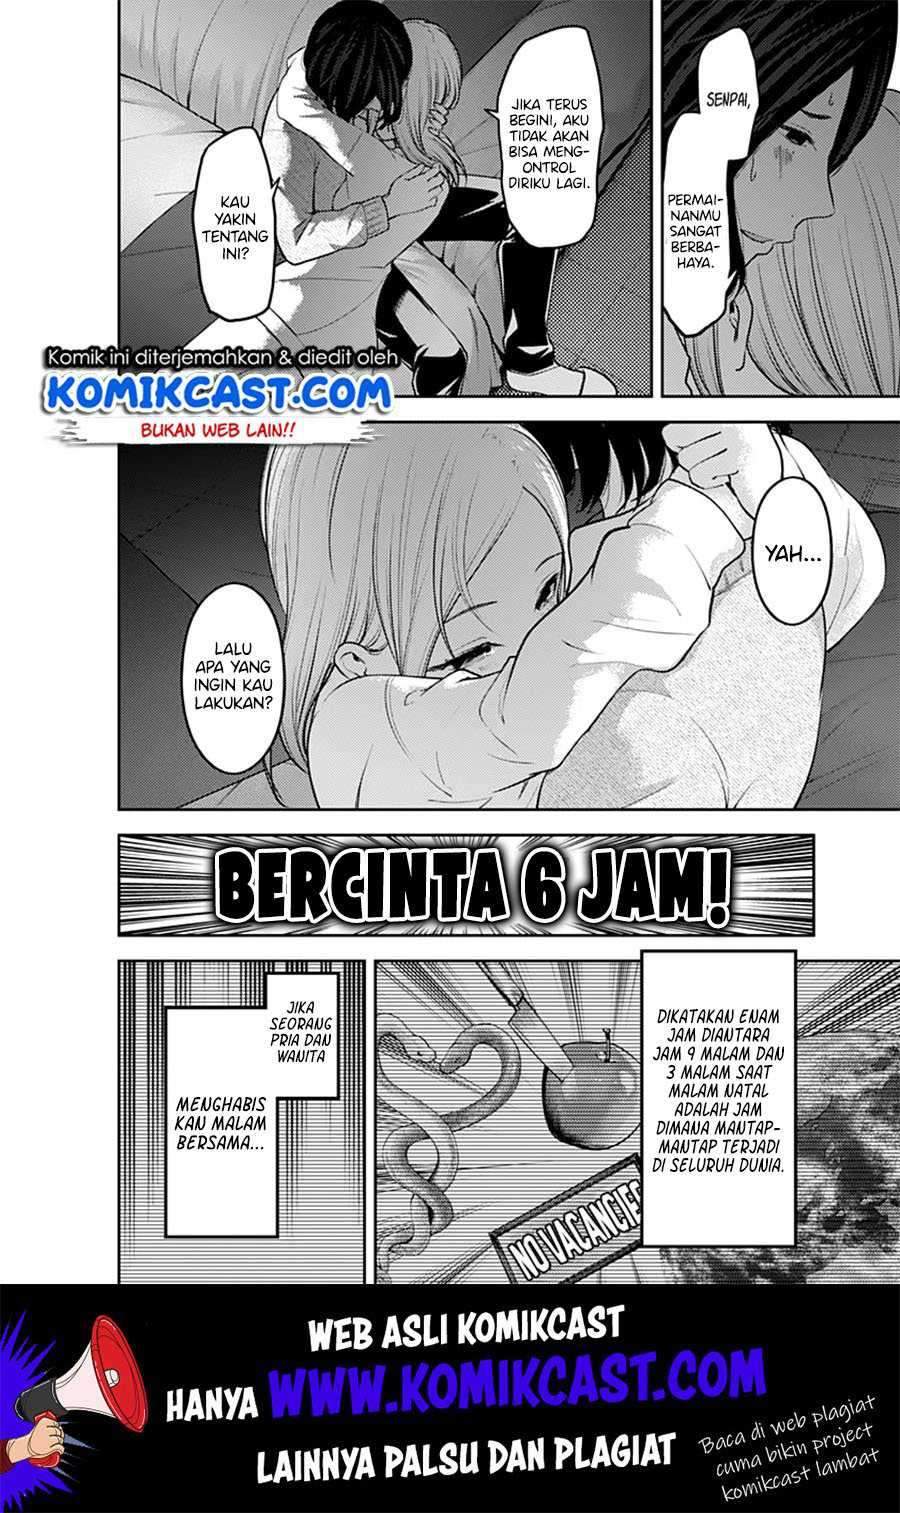 SENPAI,
PERMAI-
NANMU
SANGAT
BERBA-
HAYA.
JIKA TERUS
BEGINI, AKU
TIDAK AKAN
BISA MENG-
ONTROL
DIRIKU LAGI.
KAU
YAKIN
TENTANG
INI?
Komik ini diterjemahkan & diedit oleh
KOMIKCAST.COM
BUKAN WEB LAIN!!
YAH...
LALU
APA YANG
INGIN KAU
LAKUKAN?
BERCINTA 6 JAM!
DIKATAKAN ENAM
JAM DIANTARA
JAM 9 MALAM DAN
3 MALAM SAAT
MALAM NATAL
ADALAH JAM
DIMANA MANTAP-
MANTAP TERJADI
DI SELURUH DUNIA.
NO VACANCIES
JIKA
SEORANG
PRIA DAN
WANITA
MENGHABIS
KAN MALAM
BERSAMA...
WEB ASLI KOMIKCAST
HANYA WWW.KOMIKCAST.COM
LAINNYA PALSU DAN PLAGIAT
Baca di web plagiat
cuma bikin project
komikcast lambat